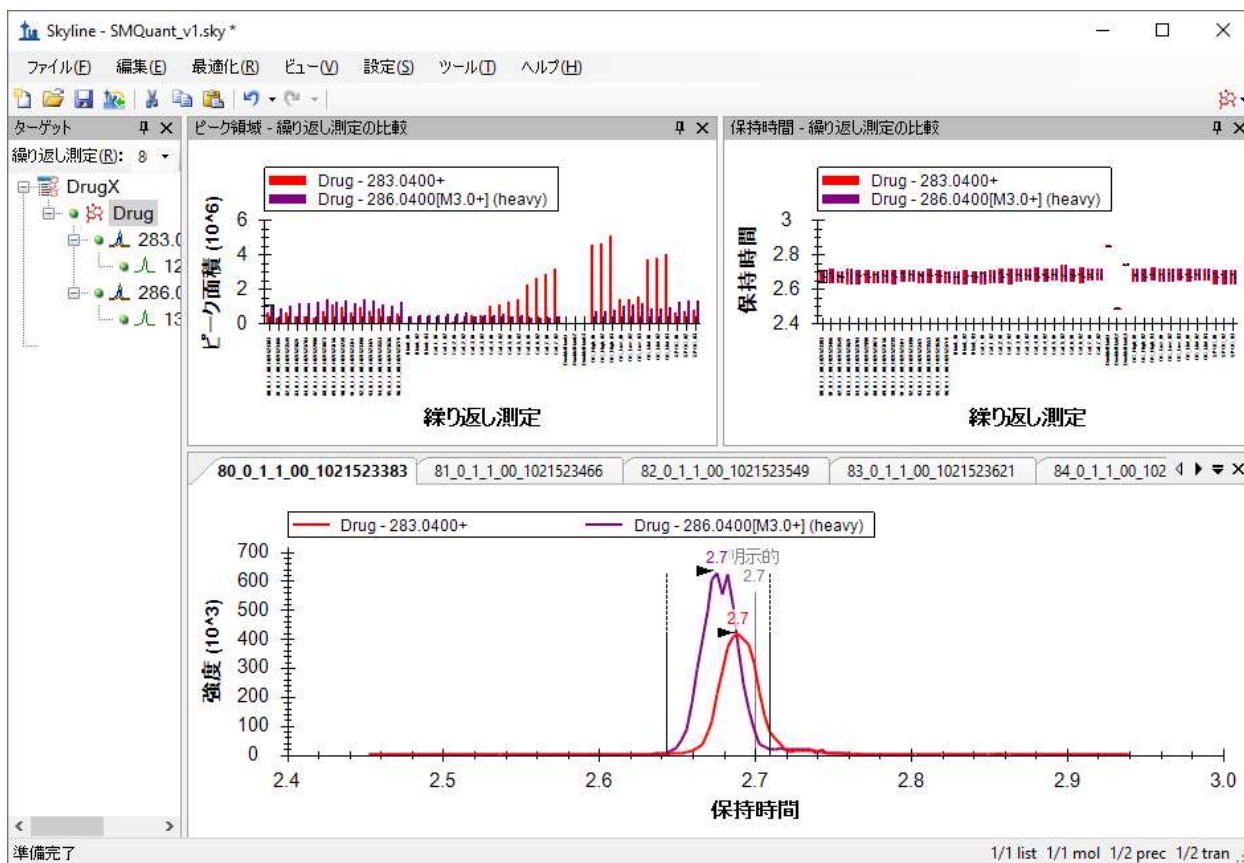 Skyline - SMQuant_v1.sky *
ファイル(F) 編集(E) 最適化(R) ビュー(V) 設定(S) ツール(T) ヘルプ(H)
ターゲット
繰り返し測定(R): 8
DrugX
Drug
283.0
12
286.0
13
ピーク領域 - 繰り返し測定の比較
Drug - 283.0400+
Drug - 286.0400[M3.0+] (heavy)
ピーク面積 (10^6)
6
4
2
0
繰り返し測定
保持時間 - 繰り返し測定の比較
Drug - 283.0400+
Drug - 286.0400[M3.0+] (heavy)
保持時間
3
2.8
2.6
2.4
繰り返し測定
80_0_1_1_00_1021523383 81_0_1_1_00_1021523466 82_0_1_1_00_1021523549 83_0_1_1_00_1021523621 84_0_1_1_00_102
Drug - 283.0400+ Drug - 286.0400[M3.0+] (heavy)
強度 (10^3)
700
600
500
400
300
200
100
0
2.7 明示的
2.7
2.7
2.4 2.5 2.6 2.7 2.8 2.9 3.0
保持時間
準備完了 1/1 list 1/1 mol 1/2 prec 1/2 tran